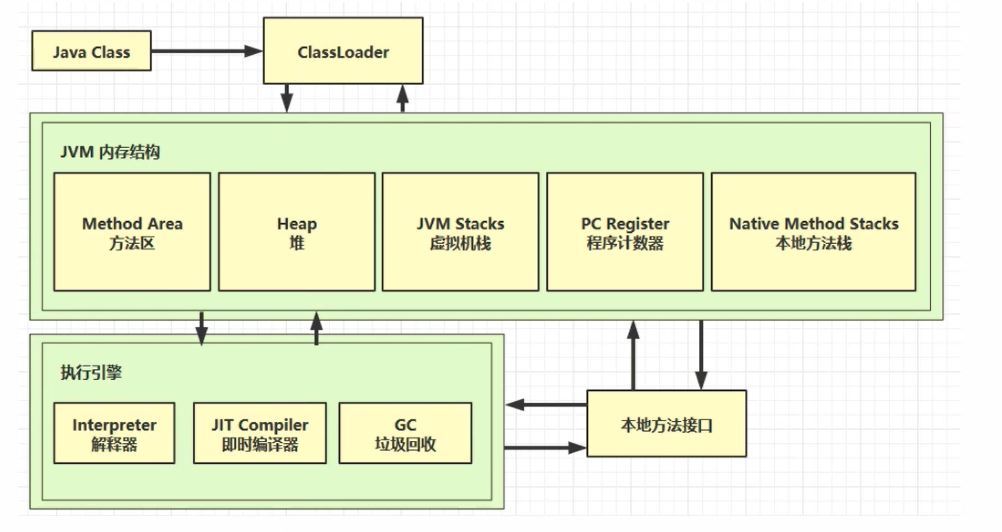 Java Class
ClassLoader
JVM 内存结构
Method Area
方法区
Heap
堆
JVM Stacks
虚拟机栈
PC Register
程序计数器
Native Method Stacks
本地方法栈
执行引擎
Interpreter
解释器
JIT Compiler
即时编译器
GC
垃圾回收
本地方法接口